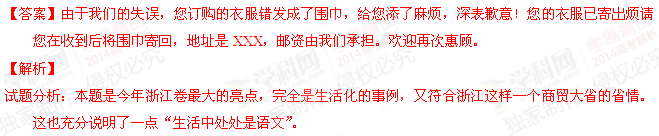 【答案】由于我们的失误，您订购的衣服错发成了围巾，给您添了麻烦，深表歉意！您的衣服已寄出烦请
您在收到后将围巾寄回，地址是 XXX，邮资由我们承担。欢迎再次惠顾。
【解析】
试题分析：本题是今年浙江卷最大的亮点，完全是生活化的事例，又符合浙江这样一个商贸大省的省情。
这也充分说明了一点“生活中处处是语文”。